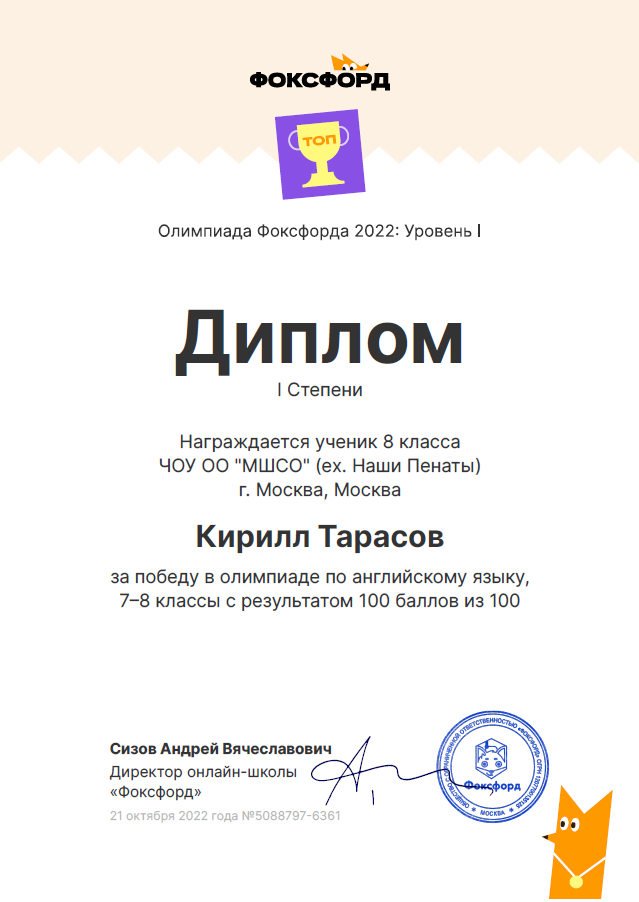 ФОКСФОРД
ТОП
Олимпиада Фоксфорда 2022: Уровень I
Диплом
I Степени
Награждается ученик 8 класса
ЧОУ ОО "МШСО" (ех. Наши Пенаты)
г. Москва, Москва
Кирилл Тарасов
за победу в олимпиаде по английскому языку,
7–8 классы с результатом 100 баллов из 100
Сизов Андрей Вячеславович
Директор онлайн-школы
«Фоксфорд»
21 октября 2022 года №5088797-6361
ОБЩЕСТВО С ОГРАНИЧЕННОЙ ОТВЕТСТВЕННОСТЬЮ «ФОКСФОРД»
Фоксфорд
МОСКВА